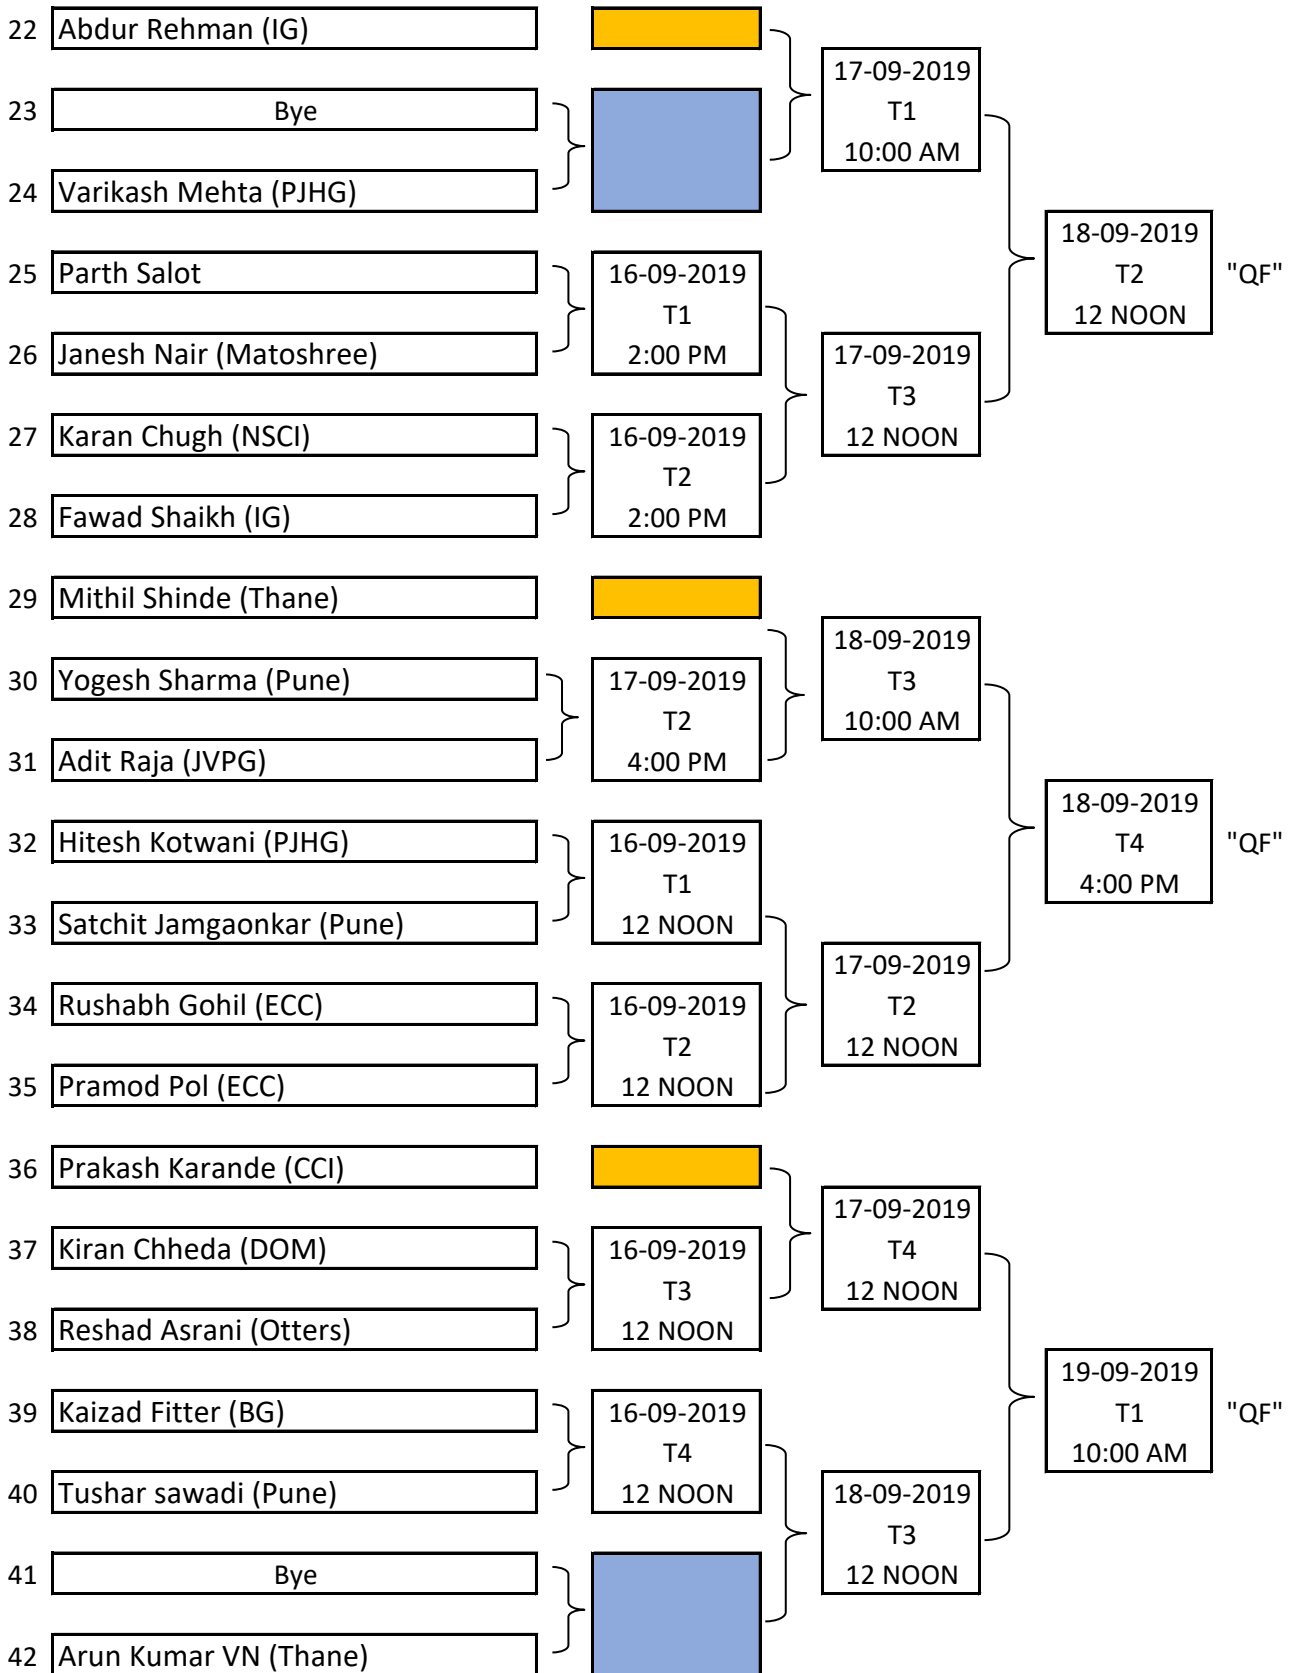 22 Abdur Rehman (IG)
17-09-2019
23 Bye
T1
10:00 AM
24 Varikash Mehta (PJHG)
18-09-2019
25 Parth Salot
16-09-2019
T2
"QF"
T1
12 NOON
26 Janesh Nair (Matoshree)
2:00 PM
17-09-2019
T3
27 Karan Chugh (NSCI)
16-09-2019
12 NOON
T2
28 Fawad Shaikh (IG)
2:00 PM
29 Mithil Shinde (Thane)
18-09-2019
30 Yogesh Sharma (Pune)
17-09-2019
T3
T2
10:00 AM
31 Adit Raja (JVPG)
4:00 PM
18-09-2019
32 Hitesh Kotwani (PJHG)
16-09-2019
T4
"QF"
T1
4:00 PM
33 Satchit Jamgaonkar (Pune)
12 NOON
17-09-2019
34 Rushabh Gohil (ECC)
16-09-2019
T2
T2
12 NOON
35 Pramod Pol (ECC)
12 NOON
36 Prakash Karande (CCI)
17-09-2019
37 Kiran Chheda (DOM)
16-09-2019
T4
T3
12 NOON
38 Reshad Asrani (Otters)
12 NOON
19-09-2019
39 Kaizad Fitter (BG)
16-09-2019
T1
"QF"
T4
10:00 AM
40 Tushar sawadi (Pune)
12 NOON
18-09-2019
T3
41 Bye
12 NOON
42 Arun Kumar VN (Thane)